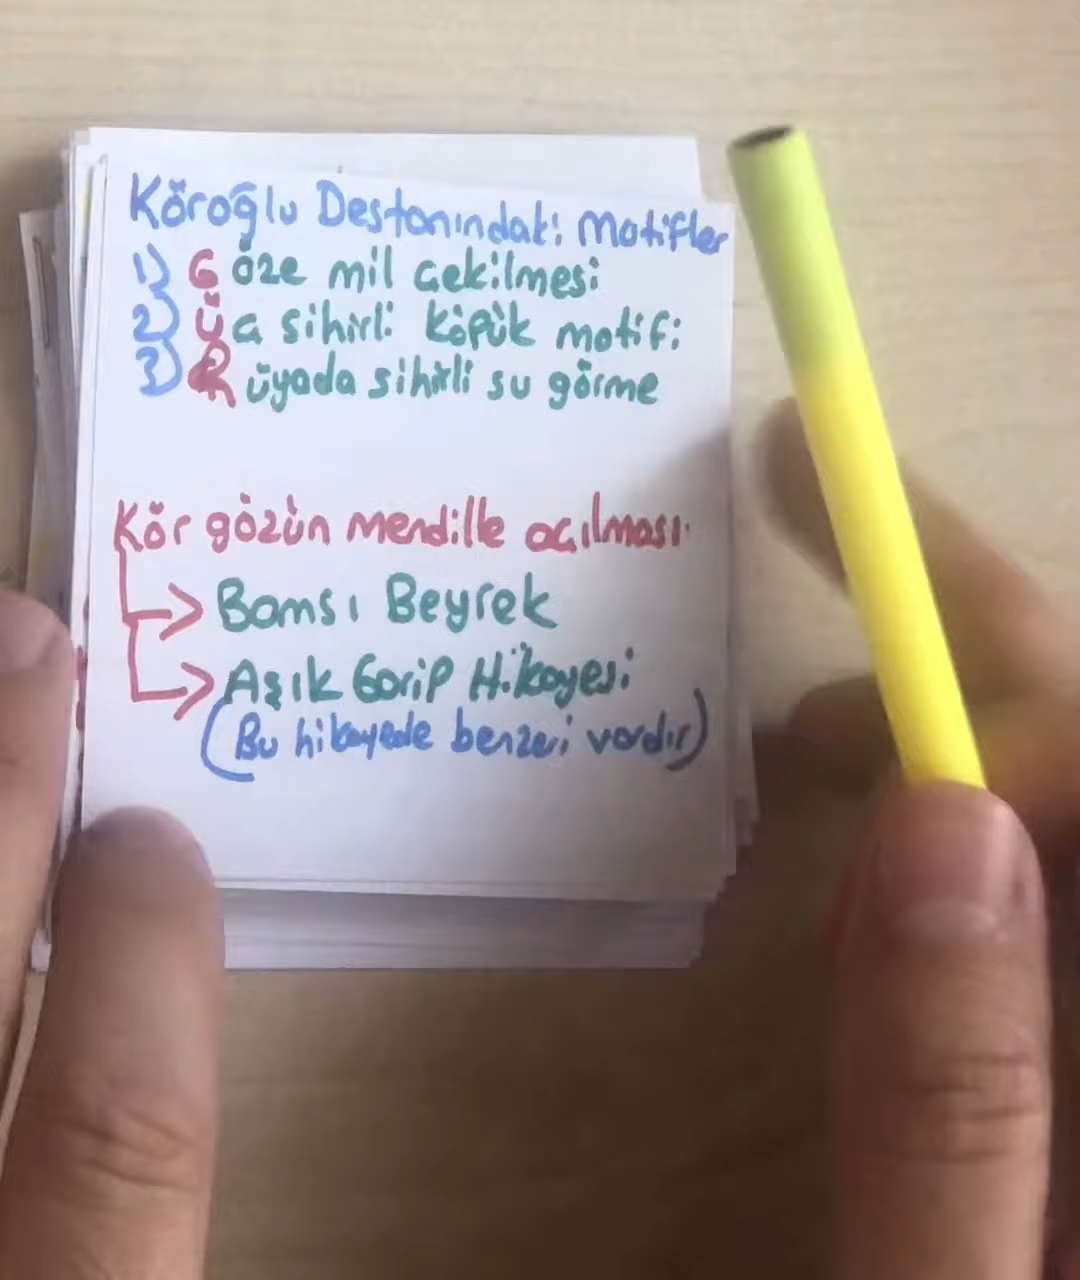 Köroğlu Destanındaki Motifler
1) Göze mil çekilmesi
2) Üç sihirli köpük motifi
3) Rüyada sihirli su görme
Kör gözün mendille açılması
Bamsı Beyrek
Aşık Garip Hikayesi
(Bu hikayede benzeri vardır)